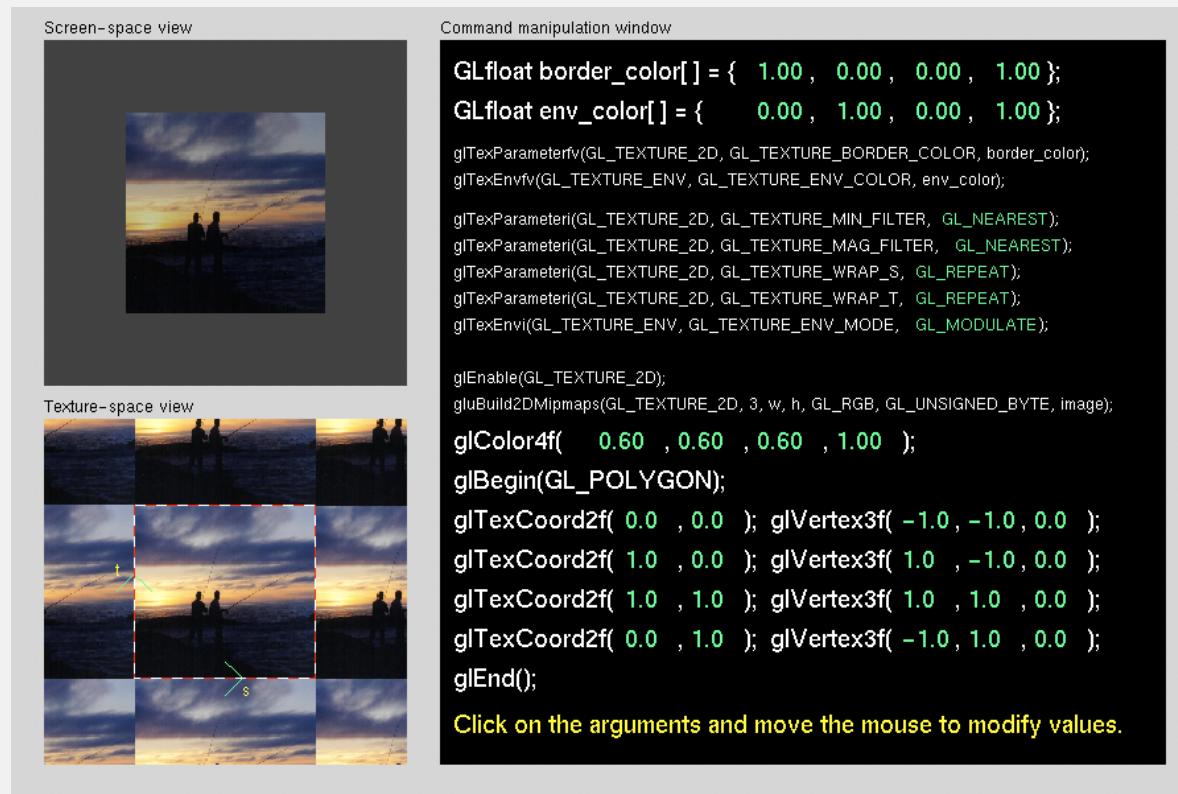 Screen-space view
Command manipulation window
GLfloat border_color[ ] = { 1.00 , 0.00 , 0.00 , 1.00 };
GLfloat env_color[ ] = { 0.00 , 1.00 , 0.00 , 1.00 };
glTexParameterfv(GL_TEXTURE_2D, GL_TEXTURE_BORDER_COLOR, border_color);
glTexEnvfv(GL_TEXTURE_ENV, GL_TEXTURE_ENV_COLOR, env_color);
glTexParameteri(GL_TEXTURE_2D, GL_TEXTURE_MIN_FILTER, GL_NEAREST);
glTexParameteri(GL_TEXTURE_2D, GL_TEXTURE_MAG_FILTER, GL_NEAREST);
glTexParameteri(GL_TEXTURE_2D, GL_TEXTURE_WRAP_S, GL_REPEAT);
glTexParameteri(GL_TEXTURE_2D, GL_TEXTURE_WRAP_T, GL_REPEAT);
glTexEnvi(GL_TEXTURE_ENV, GL_TEXTURE_ENV_MODE, GL_MODULATE);
glEnable(GL_TEXTURE_2D);
gluBuild2DMipmaps(GL_TEXTURE_2D, 3, w, h, GL_RGB, GL_UNSIGNED_BYTE, image);
glColor4f( 0.60 , 0.60 , 0.60 , 1.00 );
glBegin(GL_POLYGON);
glTexCoord2f( 0.0 , 0.0 ); glVertex3f( -1.0 , -1.0 , 0.0 );
glTexCoord2f( 1.0 , 0.0 ); glVertex3f( 1.0 , -1.0 , 0.0 );
glTexCoord2f( 1.0 , 1.0 ); glVertex3f( 1.0 , 1.0 , 0.0 );
glTexCoord2f( 0.0 , 1.0 ); glVertex3f( -1.0 , 1.0 , 0.0 );
glEnd();
Click on the arguments and move the mouse to modify values.
Texture-space view
t
s